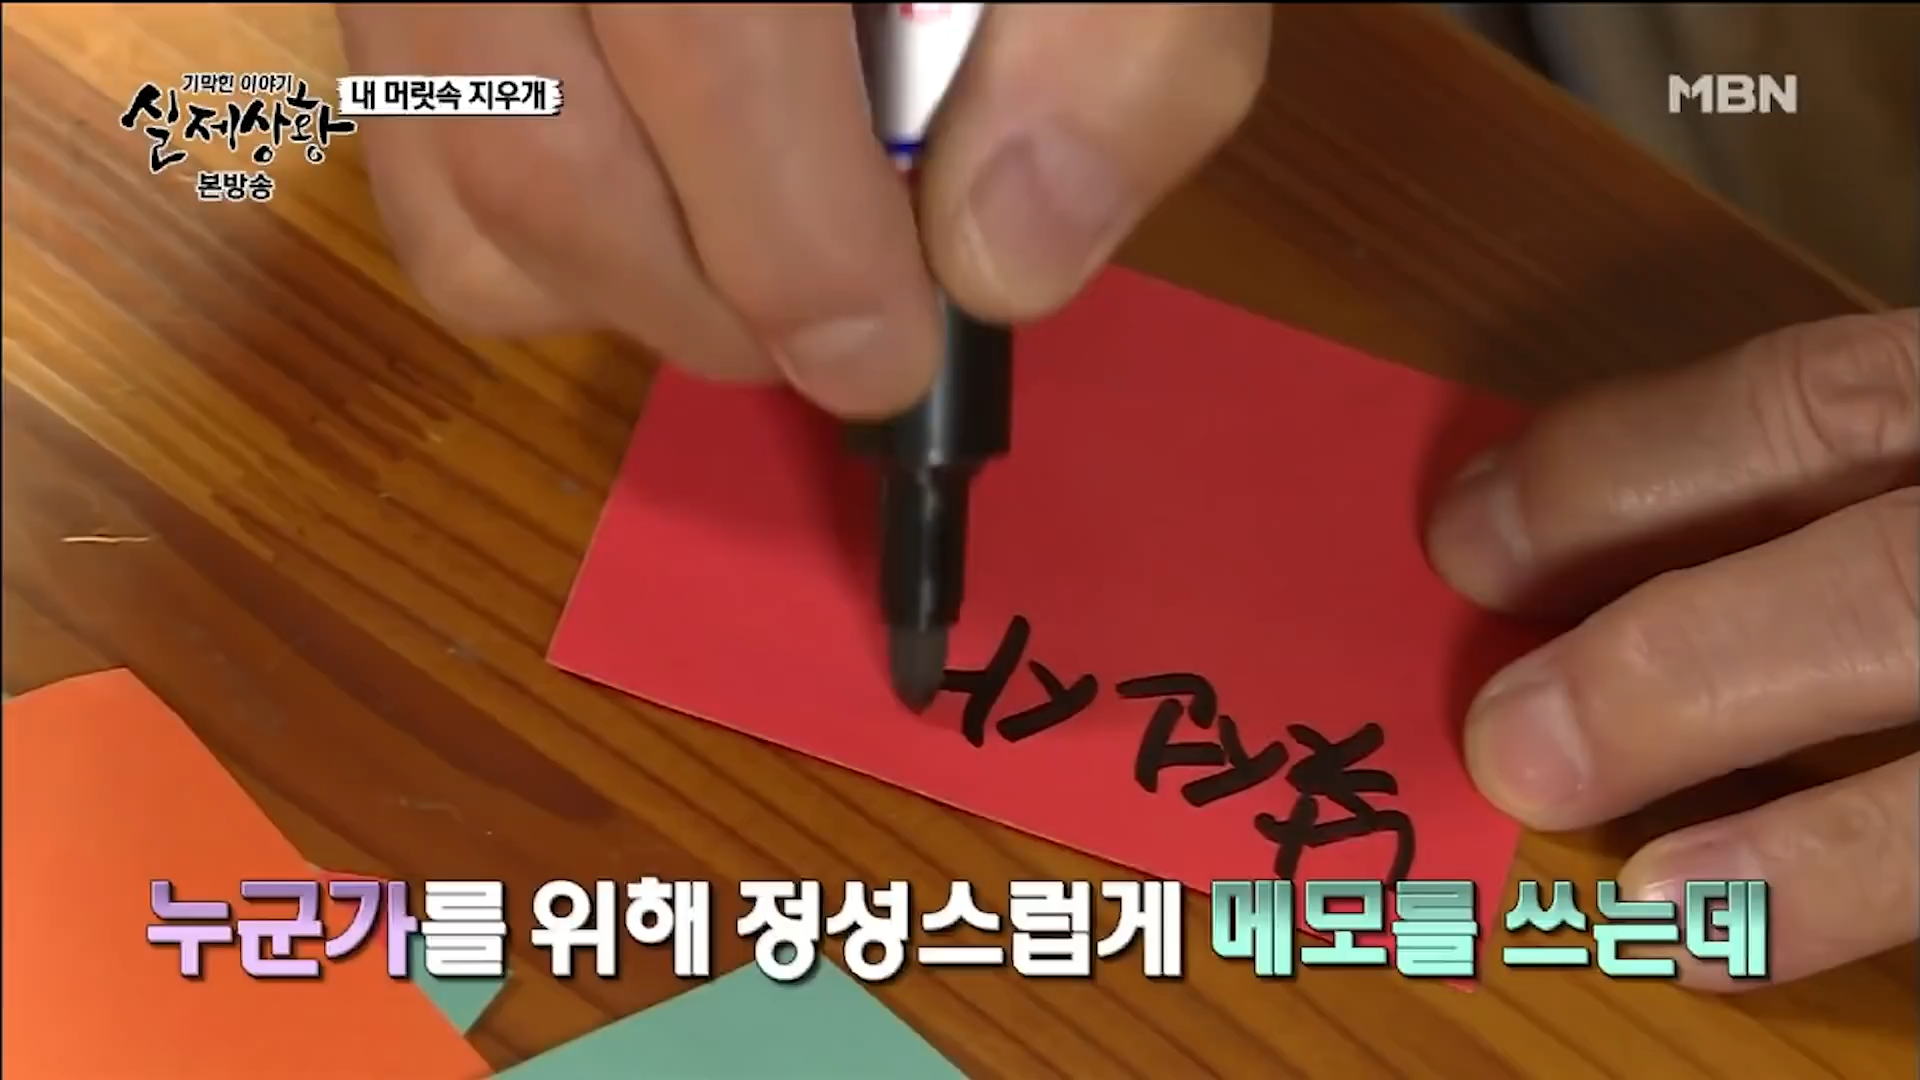 기막힌 이야기
실제상황
본방송
내 머릿속 지우개
MBN
누군가를 위해 정성스럽게 메모를 쓰는데